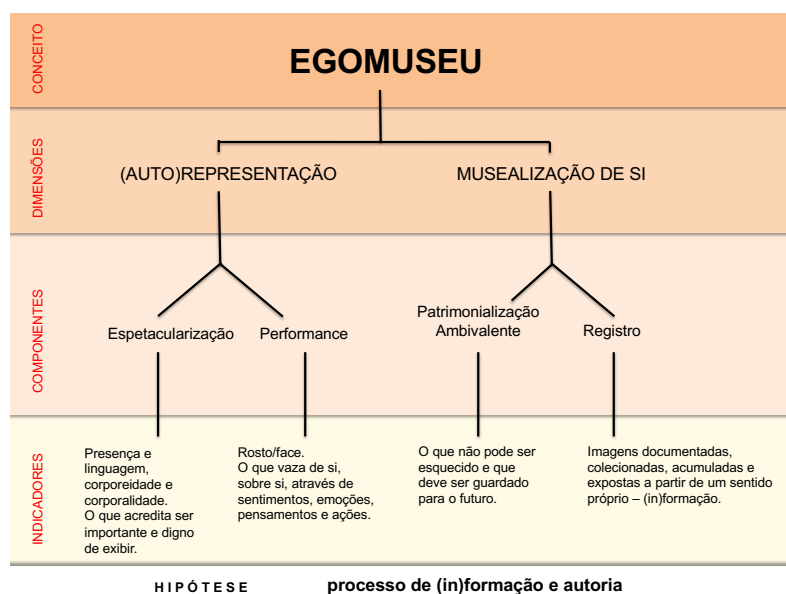 CONCEITO
EGOMUSEU
DIMENSÕES
(AUTO)REPRESENTAÇÃO
MUSEALIZAÇÃO DE SI
COMPONENTES
Espetacularização
Performance
Patrimonialização
Ambivalente
Registro
INDICADORES
Presença e
linguagem,
corporeidade e
corporalidade.
O que acredita ser
importante e digno
de exibir.
Rosto/face.
O que vaza de si,
sobre si, através de
sentimentos, emoções,
pensamentos e ações.
O que não pode ser
esquecido e que
deve ser guardado
para o futuro.
Imagens documentadas,
colecionadas, acumuladas e
expostas a partir de um sentido
próprio – (in)formação.
HIPÓTESE
processo de (in)formação e autoria